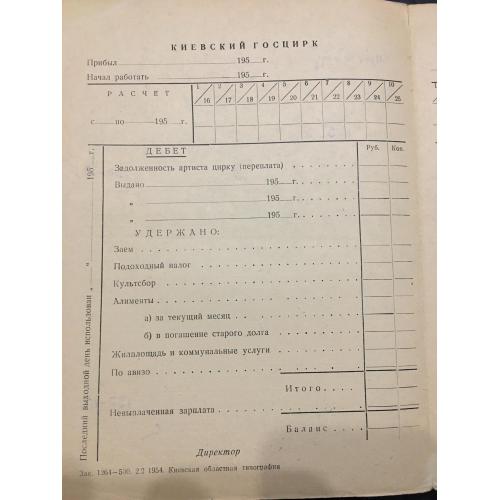 КИЕВСКИЙ ГОСЦИРК
Прибыл 195 г.
Начал работать 195 г.
РАСЧЕТ
1/16 2/17 3/18 4/19 5/20 6/21 7/22 8/23 9/24 10/25
с по 195 г.
ДЕБЕТ
Руб. Коп.
Задолженность артиста цирку (переплата)
Выдано 195 г.
„ 195 г.
„ 195 г.
УДЕРЖАНО:
Заем
Подоходный налог
Культсбор
Алименты
а) за текущий месяц
б) в погашение старого долга
Жилплощадь и коммунальные услуги
По авизо
Итого
Невыплаченная зарплата
Баланс
Директор
Последний выходной день использован „ “ 195 г.
Зак. 1264—500. 2.2 1954. Киевская областная типография